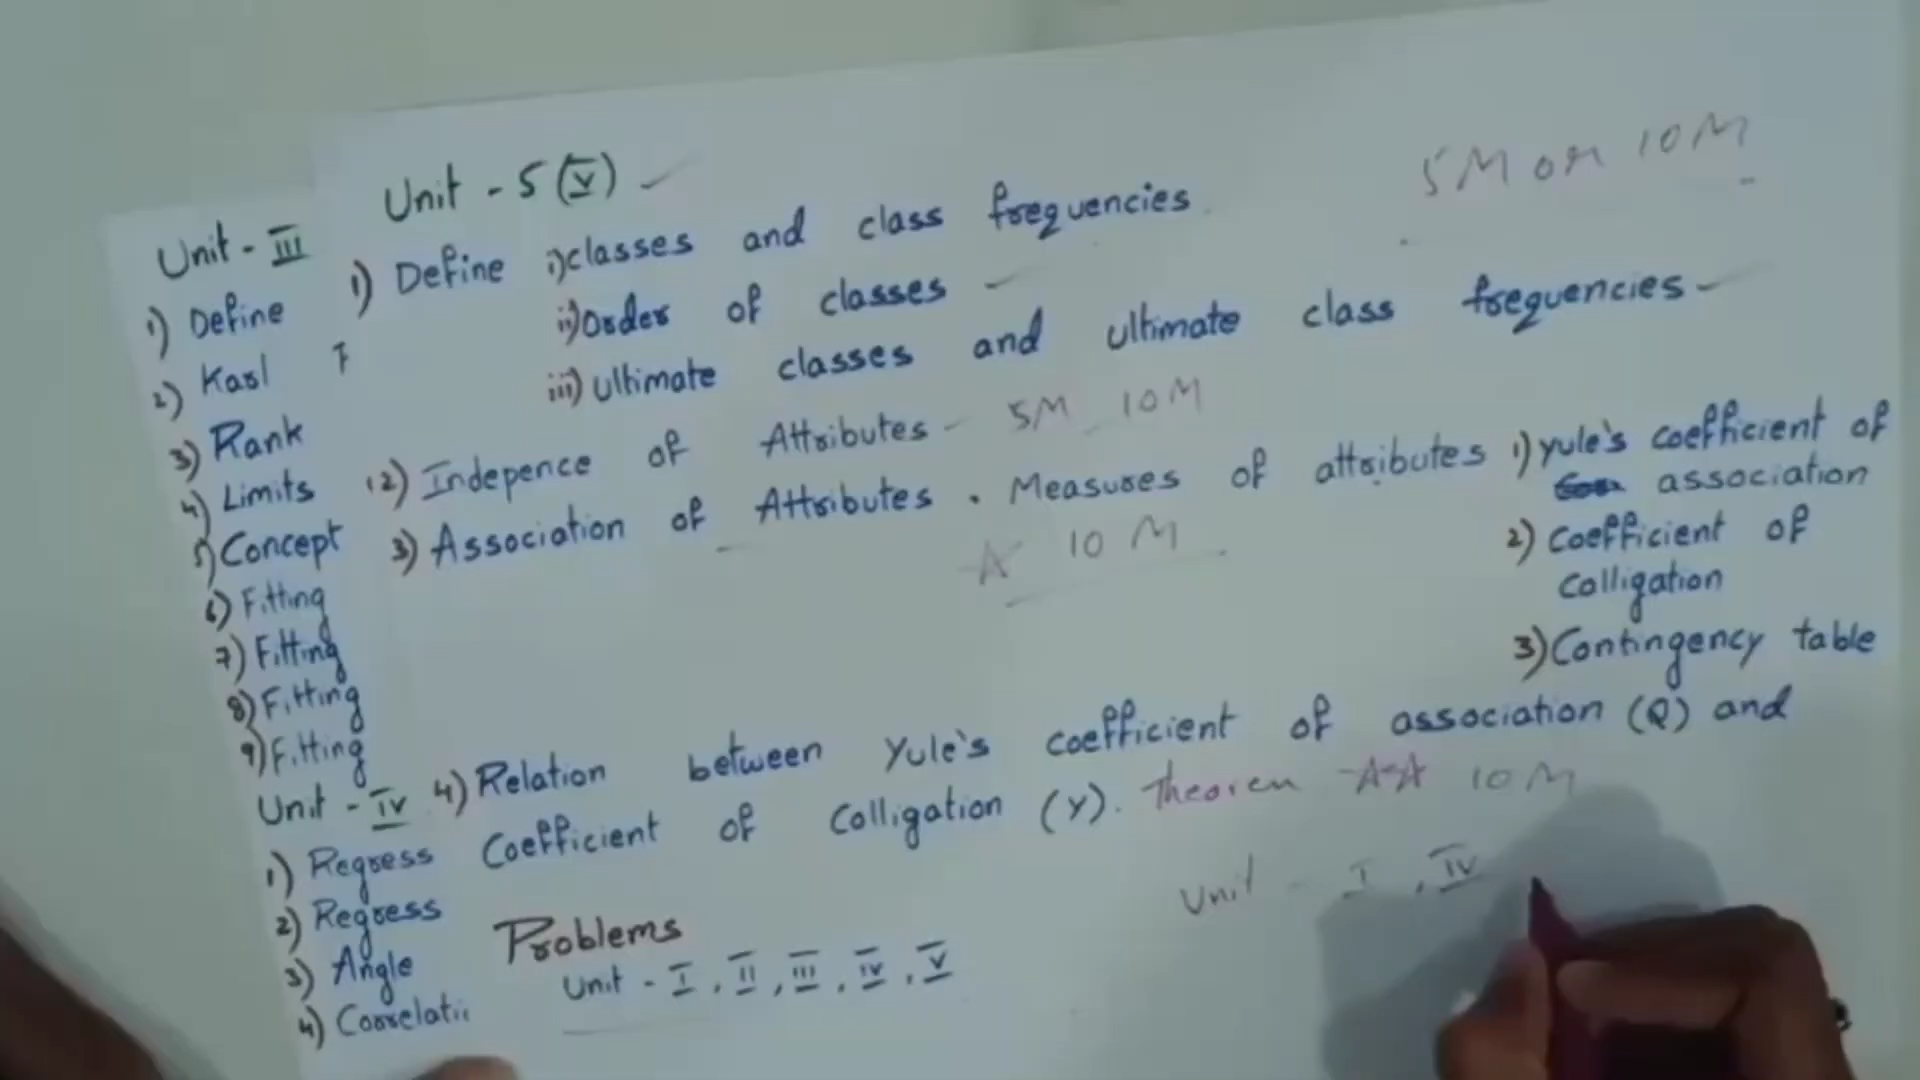 Unit - III
1) Define
2) Karl P
3) Rank
4) Limits
5) Concept
6) Fitting
7) Fitting
8) Fitting
9) Fitting
Unit - IV
1) Regress
2) Regress
3) Angle
4) Correlati
Unit - 5 (V)
5M or 10M
1) Define i) classes and class frequencies
ii) Order of classes
iii) ultimate classes and ultimate class frequencies
2) Indepence of Attributes - 5M 10M
3) Association of Attributes . Measures of attributes 1) Yule's coefficient of
association
A 10 M
2) Coefficient of
Colligation
3) Contingency table
4) Relation between Yule's coefficient of association (Q) and
Coefficient of Colligation (Y). Theorem 10 M
Unit - I, IV
Problems
Unit - I, II, III, IV, V